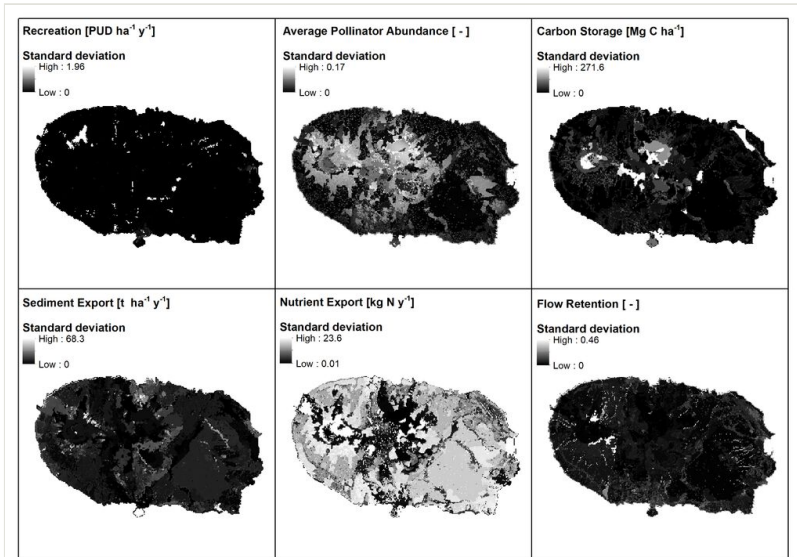 Recreation [PUD ha⁻¹ y⁻¹]
Standard deviation
High : 1.96
Low : 0
Average Pollinator Abundance [ - ]
Standard deviation
High : 0.17
Low : 0
Carbon Storage [Mg C ha⁻¹]
Standard deviation
High : 271.6
Low : 0
Sediment Export [t ha⁻¹ y⁻¹]
Standard deviation
High : 68.3
Low : 0
Nutrient Export [kg N y⁻¹]
Standard deviation
High : 23.6
Low : 0.01
Flow Retention [ - ]
Standard deviation
High : 0.46
Low : 0